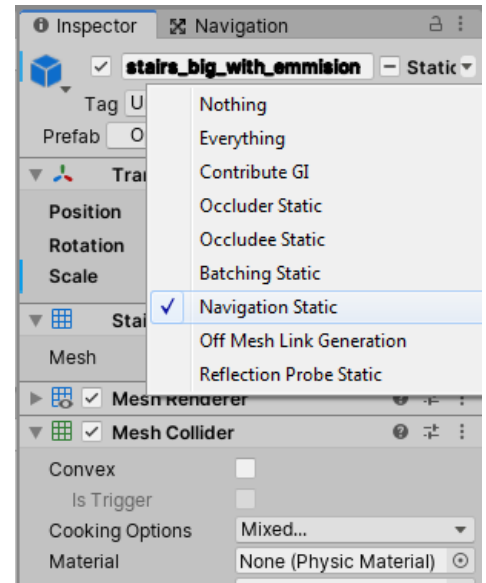 Inspector Navigation
stairs_big_with_emmision Static
Tag U
Nothing
Prefab O
Everything
Contribute GI
Tra
Occluder Static
Position
Occludee Static
Rotation
Batching Static
Scale
Navigation Static
Stai
Off Mesh Link Generation
Mesh
Reflection Probe Static
Mesh Renderer
Mesh Collider
Convex
Is Trigger
Cooking Options Mixed...
Material None (Physic Material)